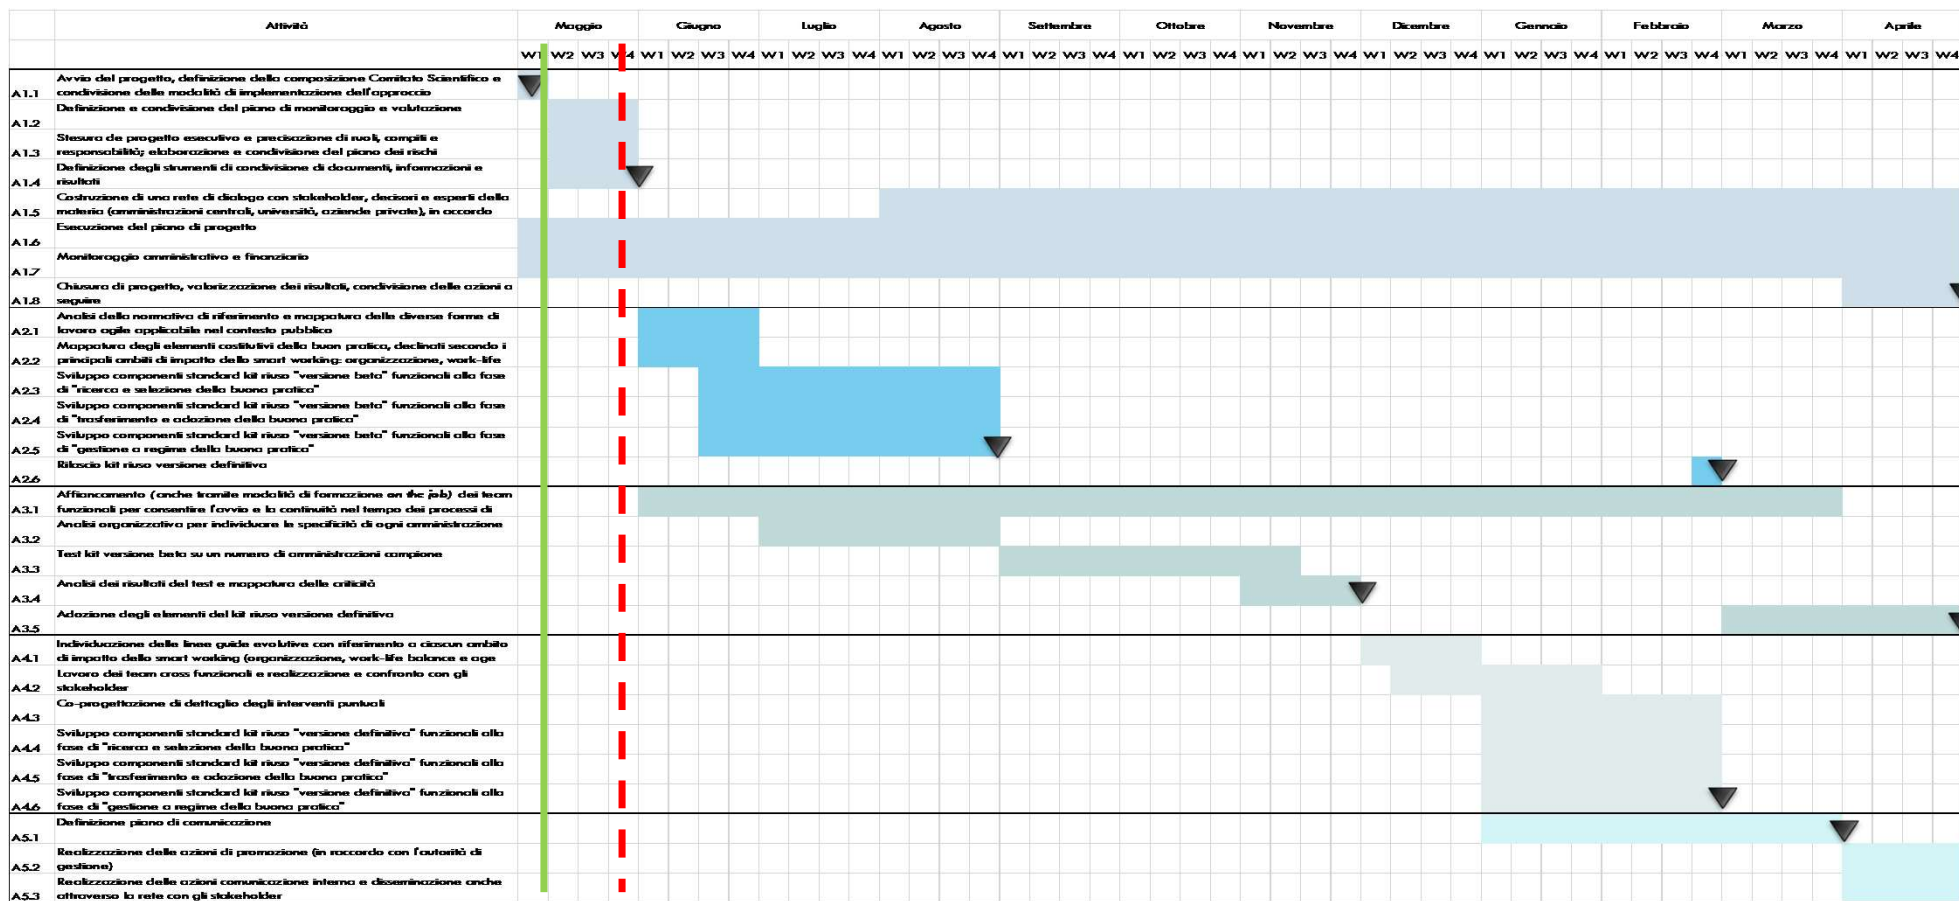 Attività Maggio Giugno Luglio Agosto Settembre Ottobre Novembre Dicembre Gennaio Febbraio Marzo Aprile
W1 W2 W3 W4 W1 W2 W3 W4 W1 W2 W3 W4 W1 W2 W3 W4 W1 W2 W3 W4 W1 W2 W3 W4 W1 W2 W3 W4 W1 W2 W3 W4 W1 W2 W3 W4 W1 W2 W3 W4 W1 W2 W3 W4 W1 W2 W3 W4
A1.1 Avvio del progetto, definizione della composizione Comitato Scientifico e
condivisione delle modalità di implementazione dell'approccio
A1.2 Definizione e condivisione del piano di monitoraggio e valutazione
A1.3 Stesura de progetto esecutivo e precisazione di ruoli, compiti e
responsabilità; elaborazione e condivisione del piano dei rischi
A1.4 Definizione degli strumenti di condivisione di documenti, informazioni e
risultati
A1.5 Costruzione di una rete di dialogo con stakeholder, decisori e esperti della
materia (amministrazioni centrali, università, aziende private), in accordo
A1.6 Esecuzione del piano di progetto
A1.7 Monitoraggio amministrativo e finanziario
A1.8 Chiusura di progetto, valorizzazione dei risultati, condivisione delle azioni a
seguire
A2.1 Analisi della normativa di riferimento e mappatura delle diverse forme di
lavoro agile applicabile nel contesto pubblico
A2.2 Mappatura degli elementi costitutivi della buon pratica, declinati secondo i
principali ambiti di impatto dello smart working: organizzazione, work-life
A2.3 Sviluppo componenti standard kit riuso "versione beta" funzionali alla fase
di "ricerca e selezione della buona pratica"
A2.4 Sviluppo componenti standard kit riuso "versione beta" funzionali alla fase
di "trasferimento e adozione della buona pratica"
A2.5 Sviluppo componenti standard kit riuso "versione beta" funzionali alla fase
di "gestione a regime della buona pratica"
A2.6 Rilascio kit riuso versione definitiva
A3.1 Affiancamento (anche tramite modalità di formazione on the job) dei team
funzionali per consentire l'avvio e la continuità nel tempo dei processi di
A3.2 Analisi organizzativa per individuare le specificità di ogni amministrazione
A3.3 Test kit versione beta su un numero di amministrazioni campione
A3.4 Analisi dei risultati del test e mappatura delle criticità
A3.5 Adozione degli elementi del kit riuso versione definitiva
A4.1 Individuazione delle linee guide evolutive con riferimento a ciascun ambito
di impatto dello smart working (organizzazione, work-life balance e age
A4.2 Lavoro dei team cross funzionali e realizzazione e confronto con gli
stakeholder
A4.3 Co-progettazione di dettaglio degli interventi puntuali
A4.4 Sviluppo componenti standard kit riuso "versione definitiva" funzionali alla
fase di "ricerca e selezione della buona pratica"
A4.5 Sviluppo componenti standard kit riuso "versione definitiva" funzionali alla
fase di "trasferimento e adozione della buona pratica"
A4.6 Sviluppo componenti standard kit riuso "versione definitiva" funzionali alla
fase di "gestione a regime della buona pratica"
A5.1 Definizione piano di comunicazione
A5.2 Realizzazione delle azioni di promozione (in raccordo con l'autorità di
gestione)
A5.3 Realizzazione delle azioni comunicazione interna e disseminazione anche
attraverso la rete con gli stakeholder